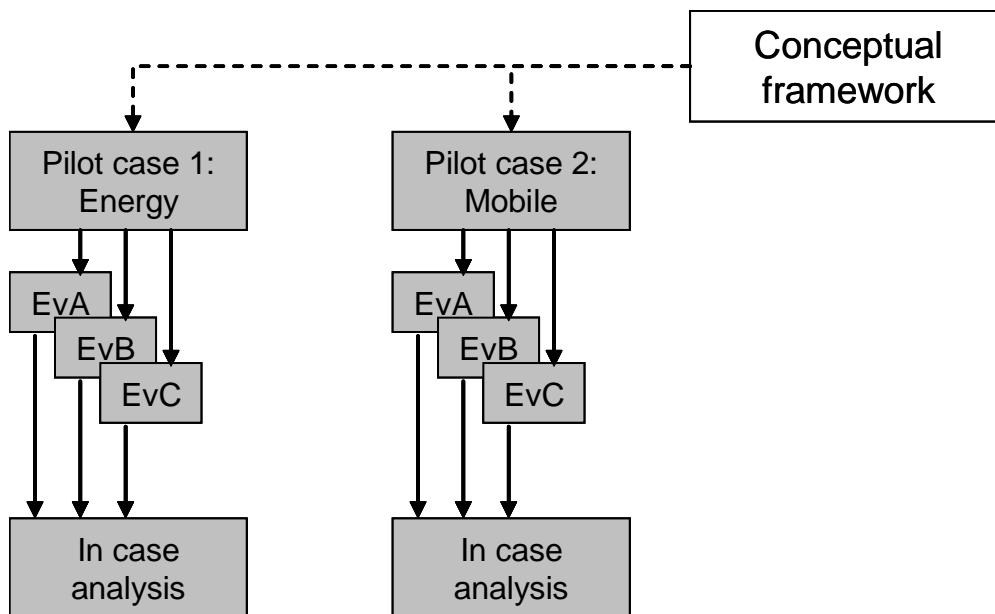 Conceptual
framework
Pilot case 1:
Energy
Pilot case 2:
Mobile
EvA
EvB
EvC
EvA
EvB
EvC
In case
analysis
In case
analysis